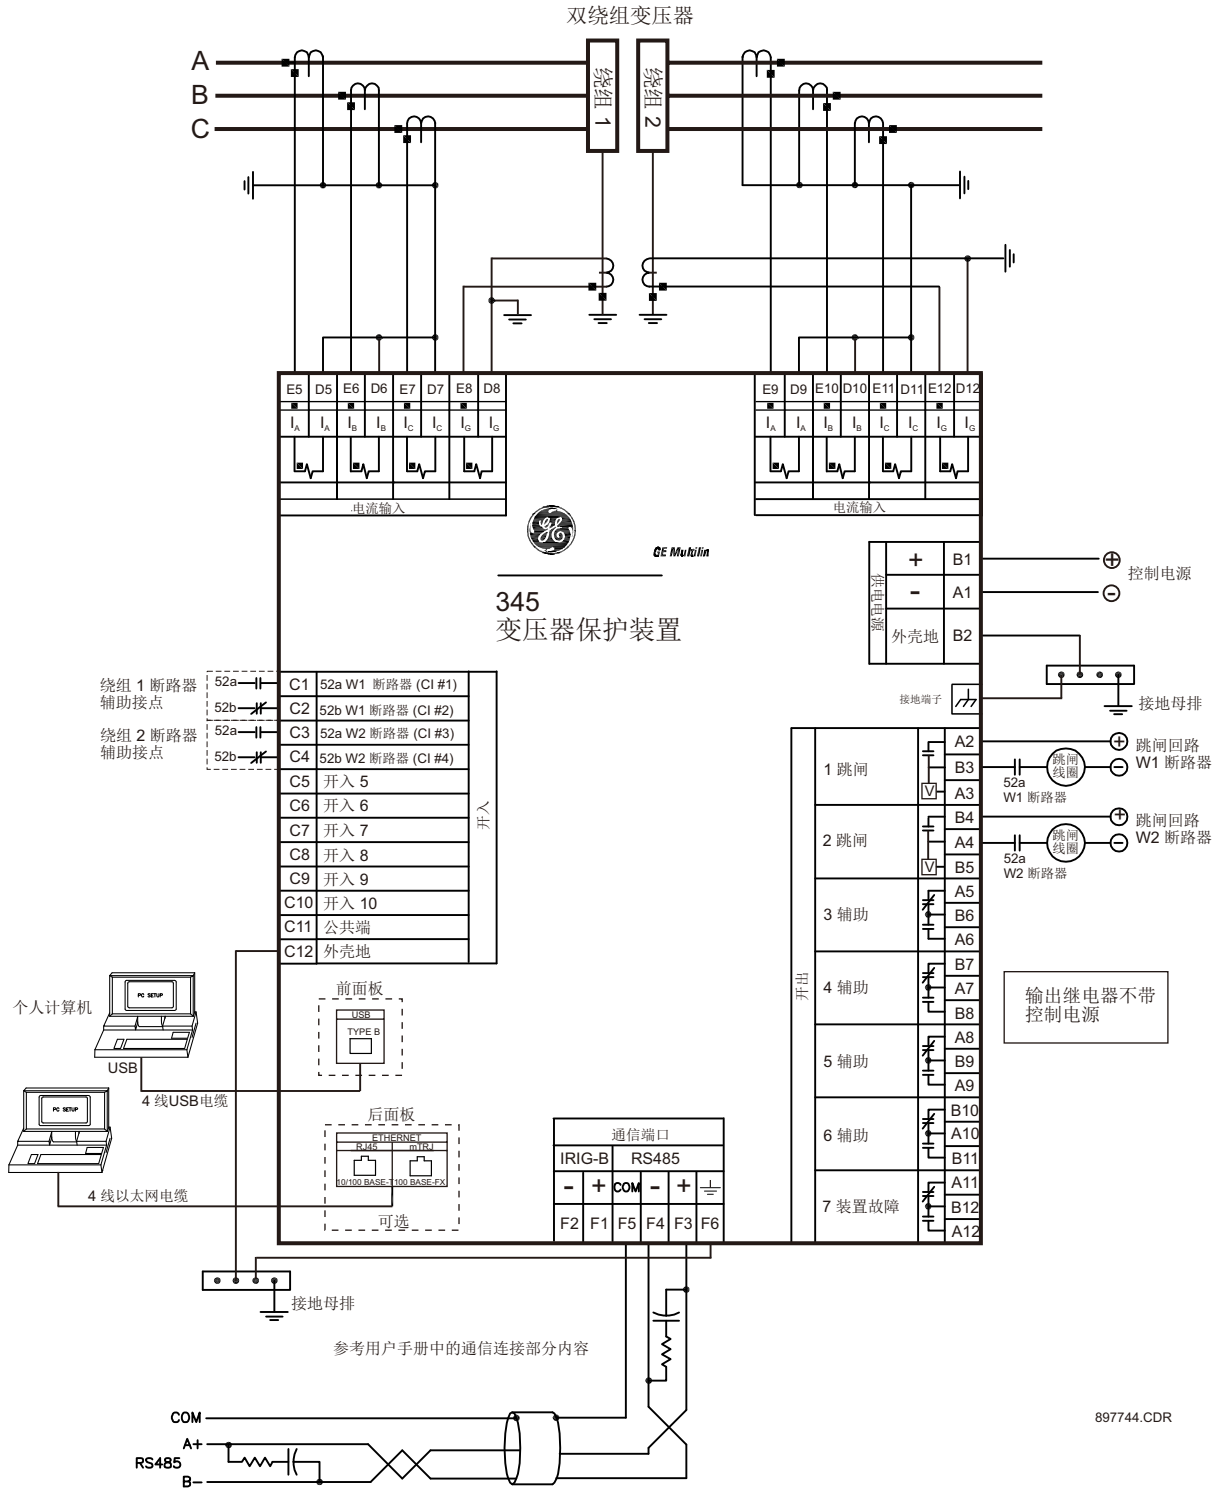 双绕组变压器
A
B
C
绕组 1
绕组 2
E5 D5 E6 D6 E7 D7 E8 D8
IA IA IB IB IC IC IG IG
电流输入
E9 D9 E10 D10 E11 D11 E12 D12
IA IA IB IB IC IC IG IG
电流输入
GE
GE Multilin
345
变压器保护装置
供电电源
+ B1
- A1
外壳地 B2
控制电源
接地端子
接地母排
绕组 1 断路器
辅助接点
绕组 2 断路器
辅助接点
52a
52b
52a
52b
C1 52a W1 断路器 (CI #1)
C2 52b W1 断路器 (CI #2)
C3 52a W2 断路器 (CI #3)
C4 52b W2 断路器 (CI #4)
C5 开入 5
C6 开入 6
C7 开入 7
C8 开入 8
C9 开入 9
C10 开入 10
C11 公共端
C12 外壳地
开入
开出
1 跳闸
V
A2
B3
A3
2 跳闸
V
B4
A4
B5
3 辅助
A5
B6
A6
4 辅助
B7
A7
B8
5 辅助
A8
B9
A9
6 辅助
B10
A10
B11
7 装置故障
A11
B12
A12
跳闸回路
W1 断路器
跳闸
线圈
52a
W1 断路器
跳闸回路
W2 断路器
跳闸
线圈
52a
W2 断路器
输出继电器不带
控制电源
个人计算机
PC SETUP
USB
4 线USB电缆
PC SETUP
4 线以太网电缆
前面板
USB
TYPE B
后面板
ETHERNET
RJ45 mTRJ
10/100 BASE-T 100 BASE-FX
可选
通信端口
IRIG-B RS485
- + COM - +
F2 F1 F5 F4 F3 F6
接地母排
参考用户手册中的通信连接部分内容
COM
A+
RS485
B-
897744.CDR